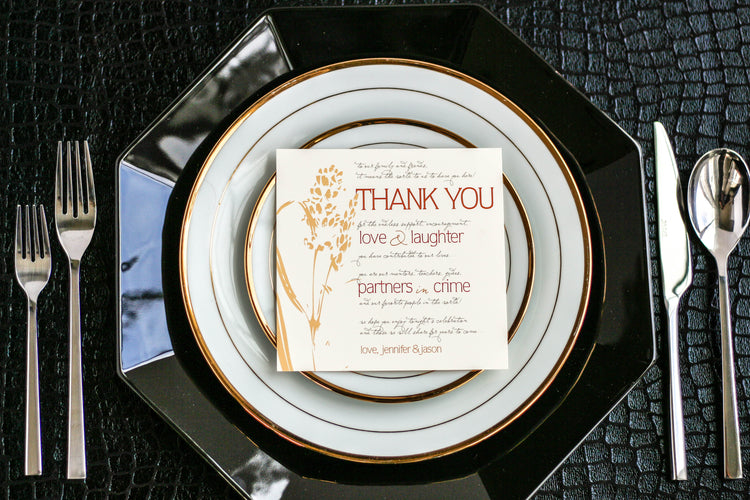 to our family and friends,
it means the world to us to have you here!
THANK YOU
for the endless support, encouragement,
love & laughter
you have contributed to our lives.
you are our mentors, teachers, guides,
partners in crime
and our favorite people in the world!
so hope you enjoy tonight's celebration
and those we will share for years to come.
love, jennifer & jason